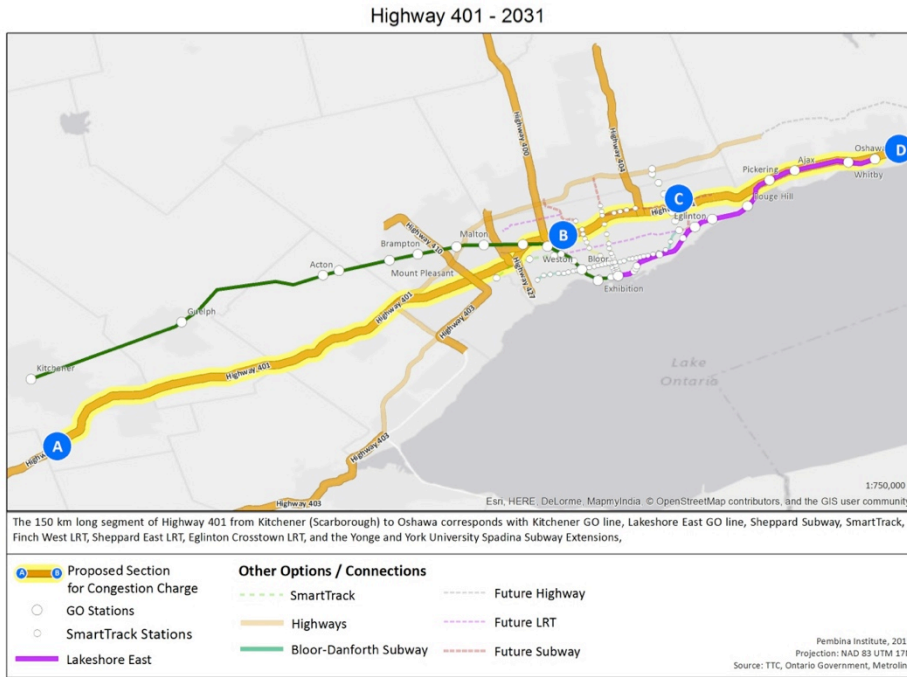 Highway 401 - 2031
Highway 400
Highway 404
D
Oshawa
Ajax
Pickering
Whitby
C
Rouge Hill
Eglinton
B
Malton
Brampton
Highway 410
Weston
Bloor
Acton
Mount Pleasant
Highway 427
Exhibition
Highway 401
Highway 403
Guelph
Highway 401
Kitchener
Lake
Ontario
A
Highway 403
Highway 403
1:750,000
Esri, HERE, DeLorme, MapmyIndia, © OpenStreetMap contributors, and the GIS user community
The 150 km long segment of Highway 401 from Kitchener (Scarborough) to Oshawa corresponds with Kitchener GO line, Lakeshore East GO line, Sheppard Subway, SmartTrack,
Finch West LRT, Sheppard East LRT, Eglinton Crosstown LRT, and the Yonge and York University Spadina Subway Extensions,
A B Proposed Section
for Congestion Charge
GO Stations
SmartTrack Stations
Lakeshore East
Other Options / Connections
SmartTrack
Highways
Bloor-Danforth Subway
Future Highway
Future LRT
Future Subway
Pembina Institute, 201
Projection: NAD 83 UTM 17
Source: TTC, Ontario Government, Metrolin